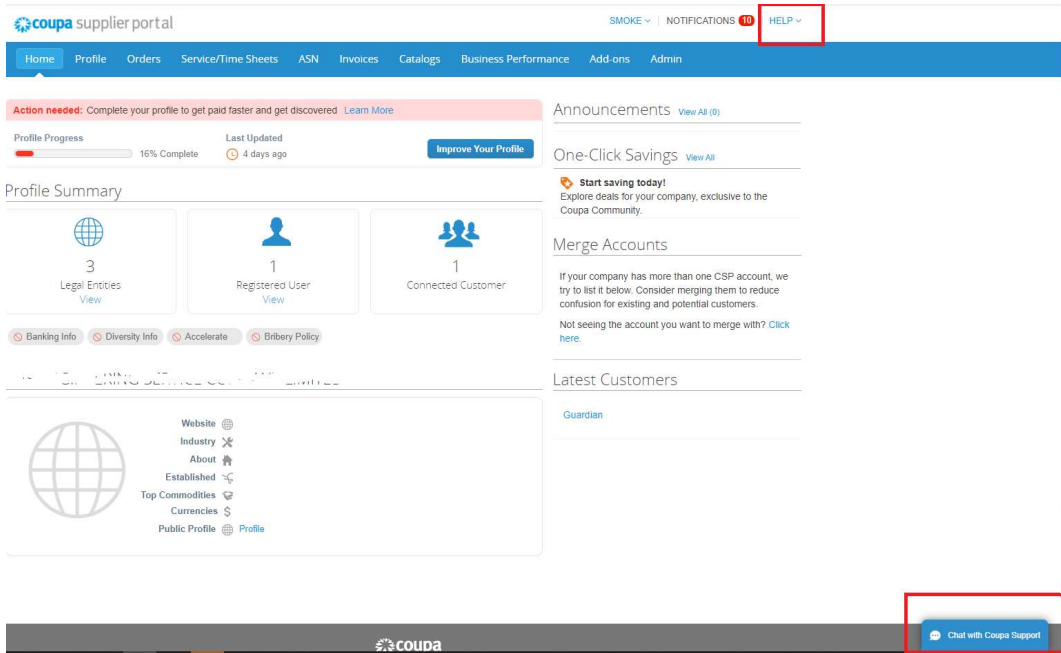 coupa supplier portal
SMOKE NOTIFICATIONS 10 HELP
Home Profile Orders Service/Time Sheets ASN Invoices Catalogs Business Performance Add-ons Admin
Action needed: Complete your profile to get paid faster and get discovered Learn More
Profile Progress Last Updated
16% Complete 4 days ago
Improve Your Profile
Profile Summary
3
Legal Entities
View
1
Registered User
View
1
Connected Customer
Banking Info Diversity Info Accelerate Bribery Policy
Website
Industry
About
Established
Top Commodities
Currencies $
Public Profile Profile
Announcements View All (0)
One-Click Savings View All
Start saving today!
Explore deals for your company, exclusive to the
Coupa Community.
Merge Accounts
If your company has more than one CSP account, we
try to list it below. Consider merging them to reduce
confusion for existing and potential customers.
Not seeing the account you want to merge with? Click
here.
Latest Customers
Guardian
coupa
Chat with Coupa Support